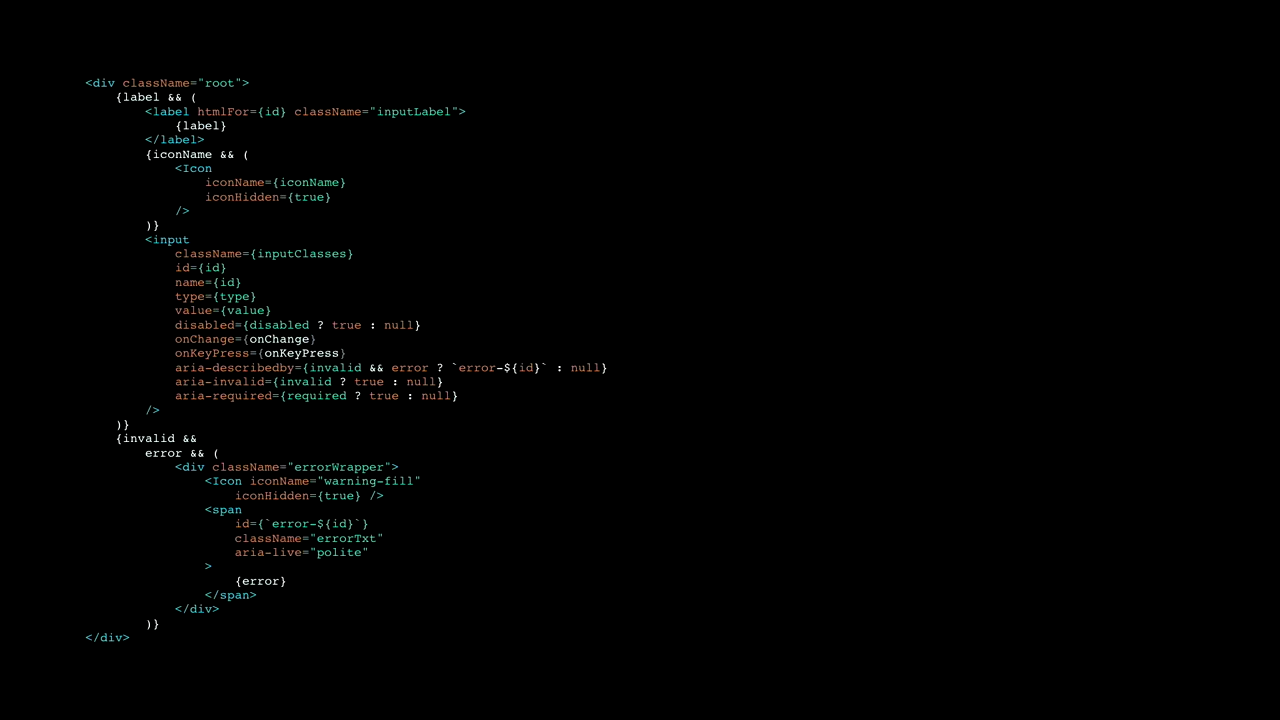 <div className="root">
    {label && (
        <label htmlFor={id} className="inputLabel">
            {label}
        </label>
        {iconName && (
            <Icon
                iconName={iconName}
                iconHidden={true}
            />
        )}
        <input
            className={inputClasses}
            id={id}
            name={id}
            type={type}
            value={value}
            disabled={disabled ? true : null}
            onChange={onChange}
            onKeyPress={onKeyPress}
            aria-describedby={invalid && error ? `error-${id}` : null}
            aria-invalid={invalid ? true : null}
            aria-required={required ? true : null}
        />
    )}
    {invalid &&
        error && (
            <div className="errorWrapper">
                <Icon iconName="warning-fill"
                    iconHidden={true} />
                <span
                    id={`error-${id}`}
                    className="errorTxt"
                    aria-live="polite"
                >
                    {error}
                </span>
            </div>
        )}
</div>